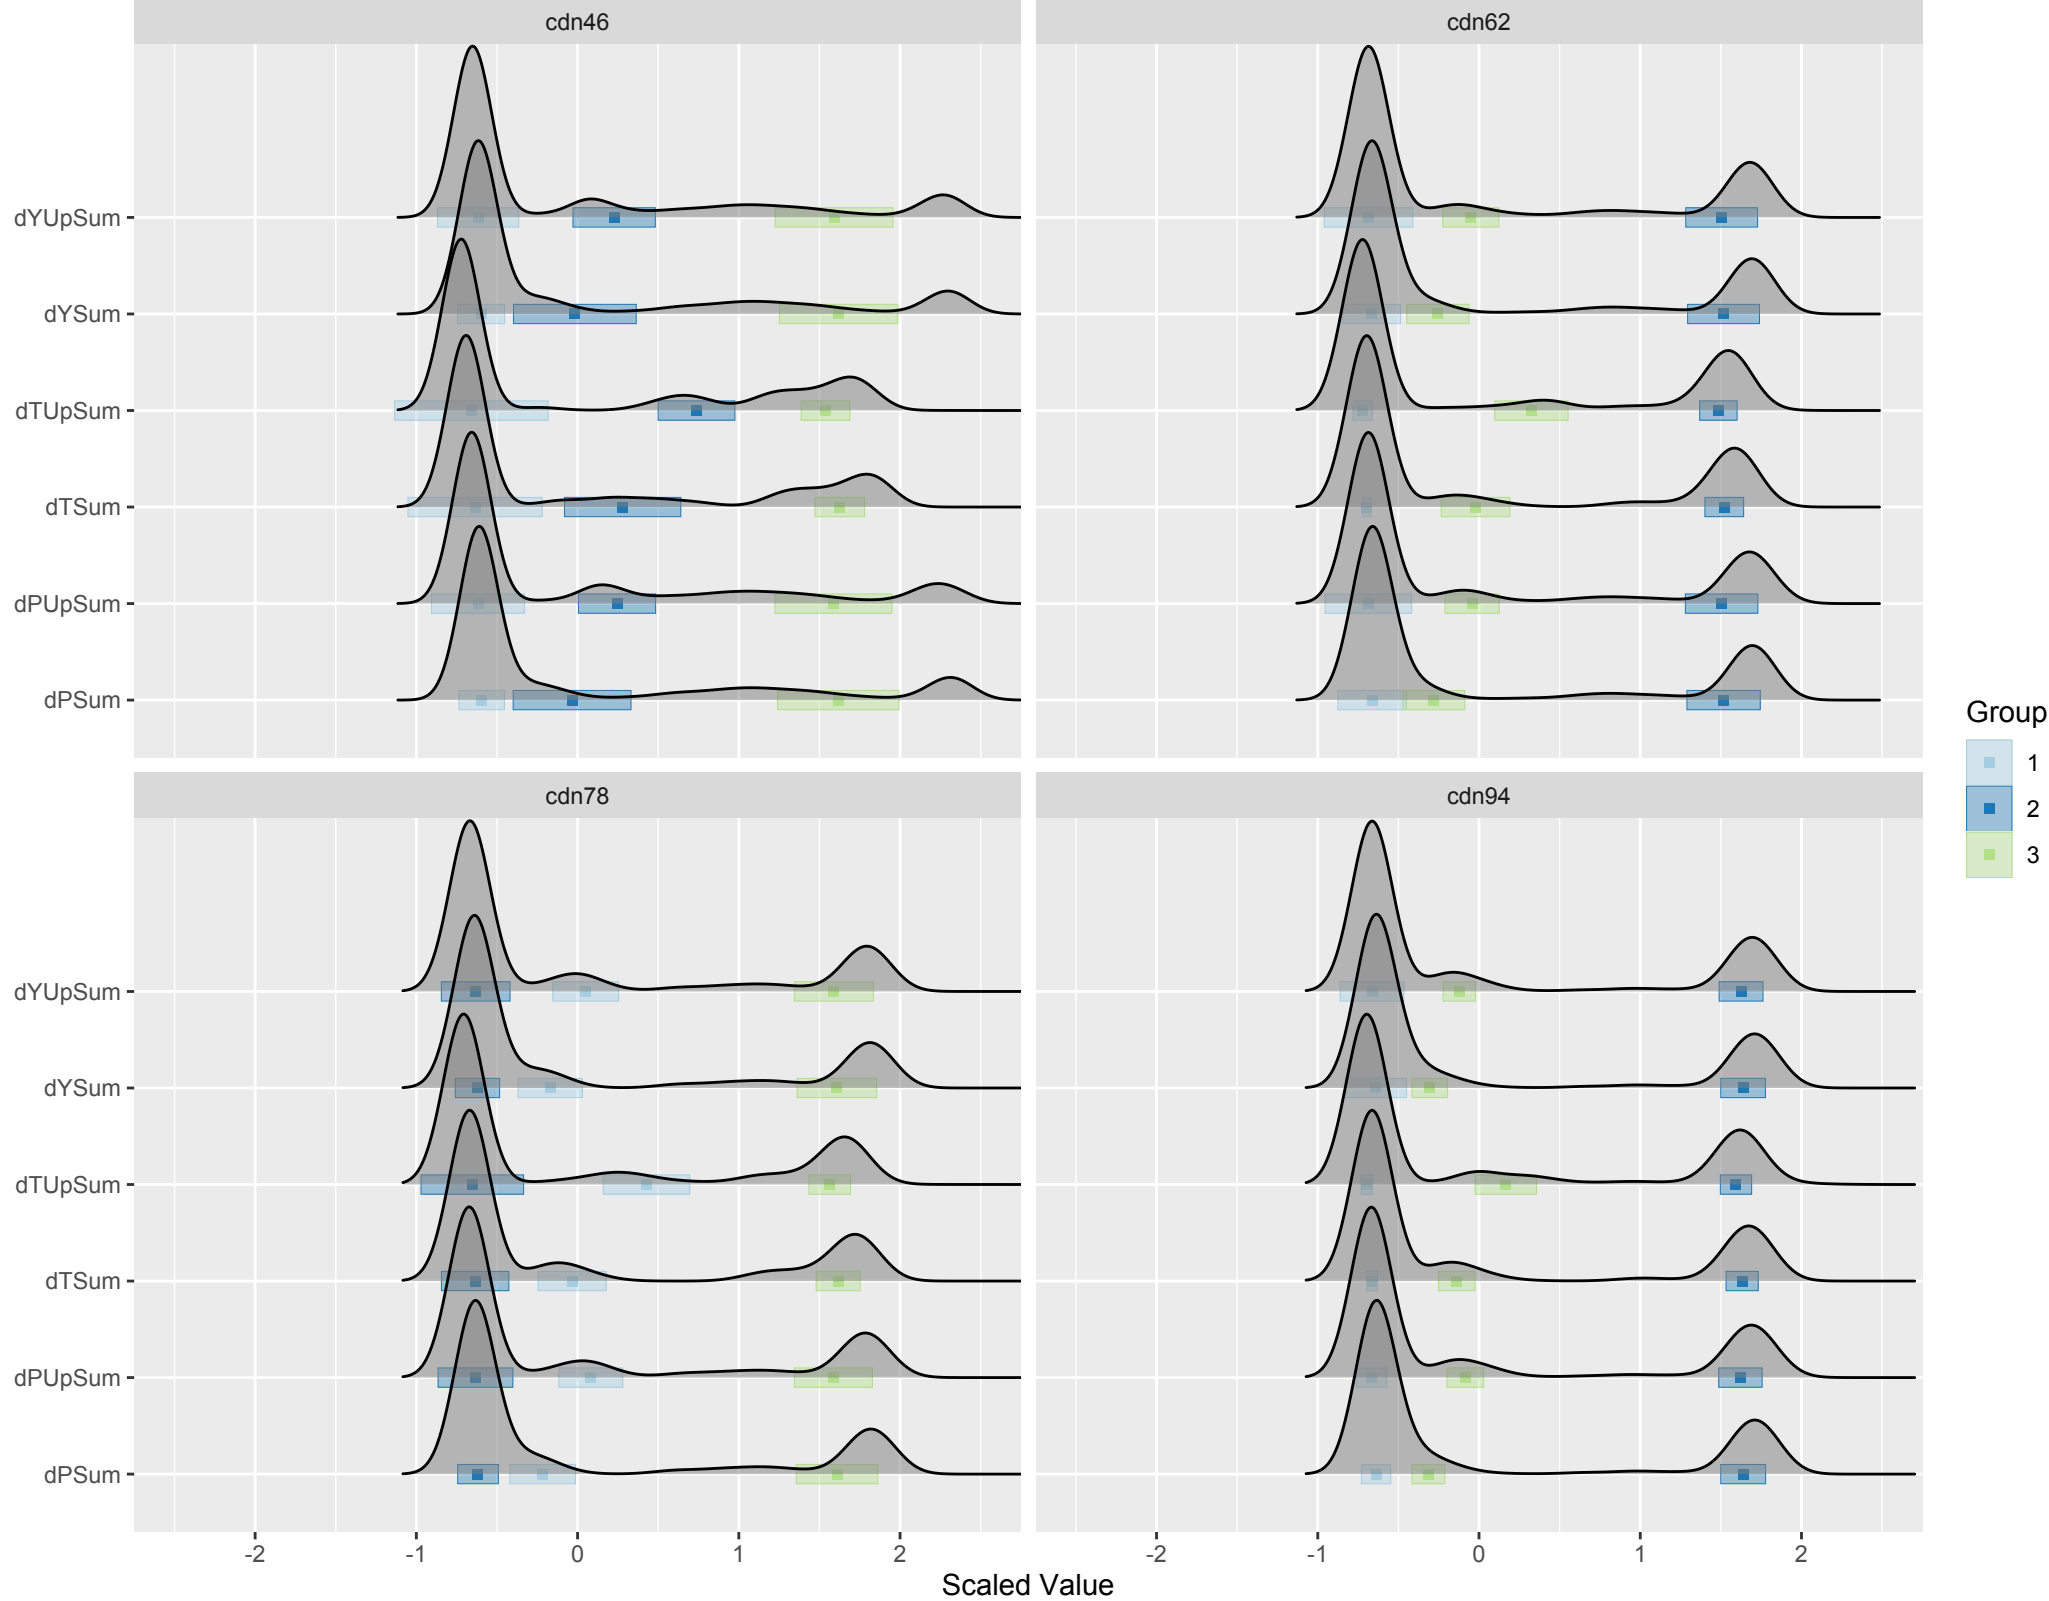 cdn46
cdn62
dYUpSum
dYSum
dTUpSum
dTSum
dPUpSum
dPSum
Group
1
2
3
cdn78
cdn94
dYUpSum
dYSum
dTUpSum
dTSum
dPUpSum
dPSum
-2 -1 0 1 2
-2 -1 0 1 2
Scaled Value